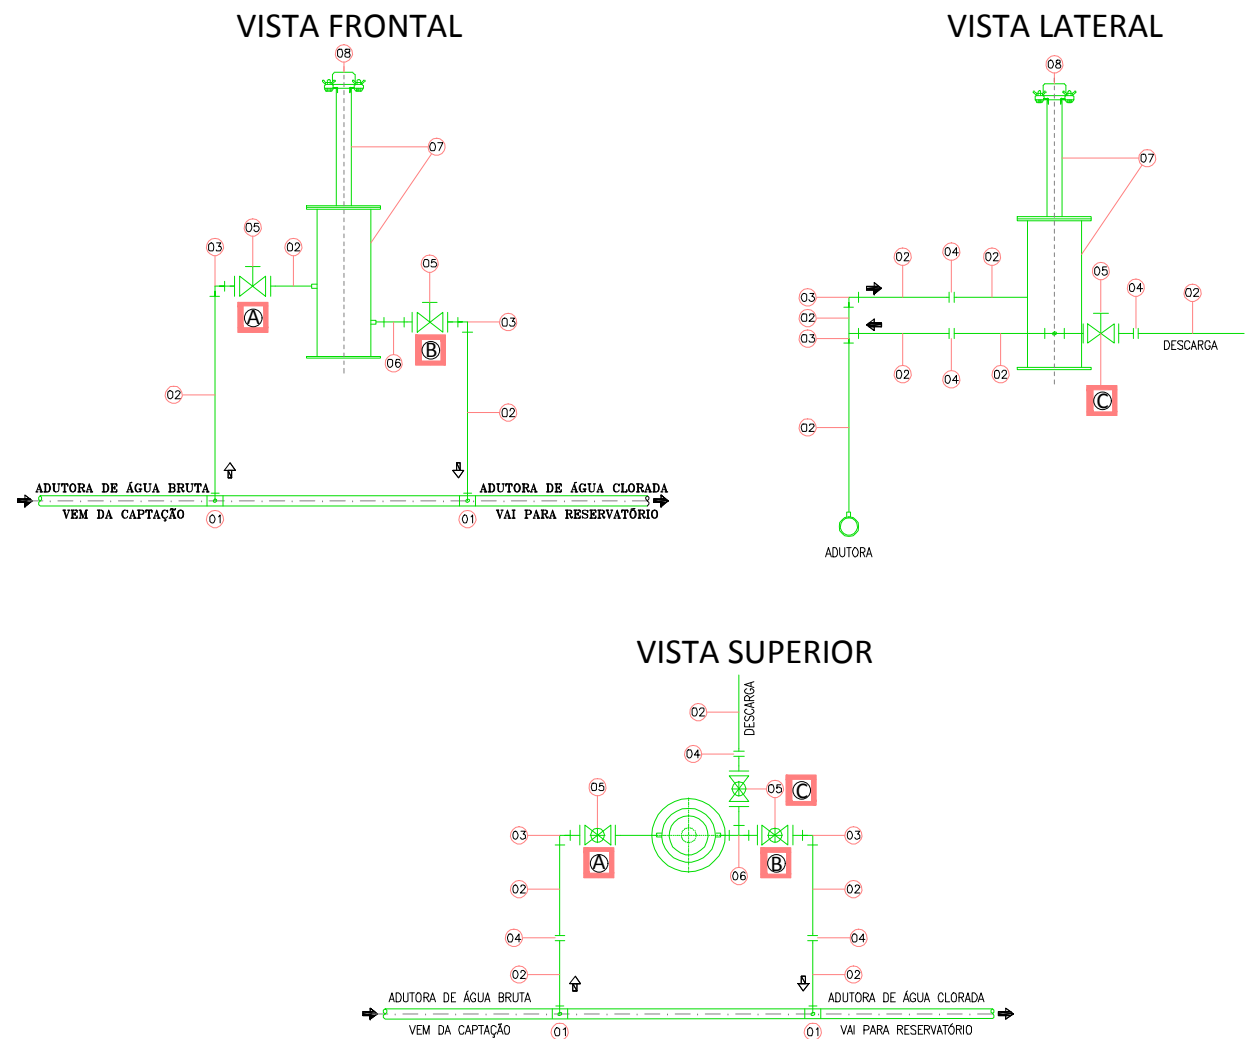 VISTA FRONTAL
08
07
05
03
02
A
05
03
B
06
02
02
ADUTORA DE ÁGUA BRUTA
ADUTORA DE ÁGUA CLORADA
VEM DA CAPTAÇÃO
VAI PARA RESERVATÓRIO
01
01
VISTA LATERAL
08
07
04
02
02
05
04
02
03
02
03
DESCARGA
02
04
02
C
02
ADUTORA
VISTA SUPERIOR
02
DESCARGA
04
05
05
C
03
03
A
B
06
02
02
04
04
02
02
ADUTORA DE ÁGUA BRUTA
ADUTORA DE ÁGUA CLORADA
VEM DA CAPTAÇÃO
01
01
VAI PARA RESERVATÓRIO